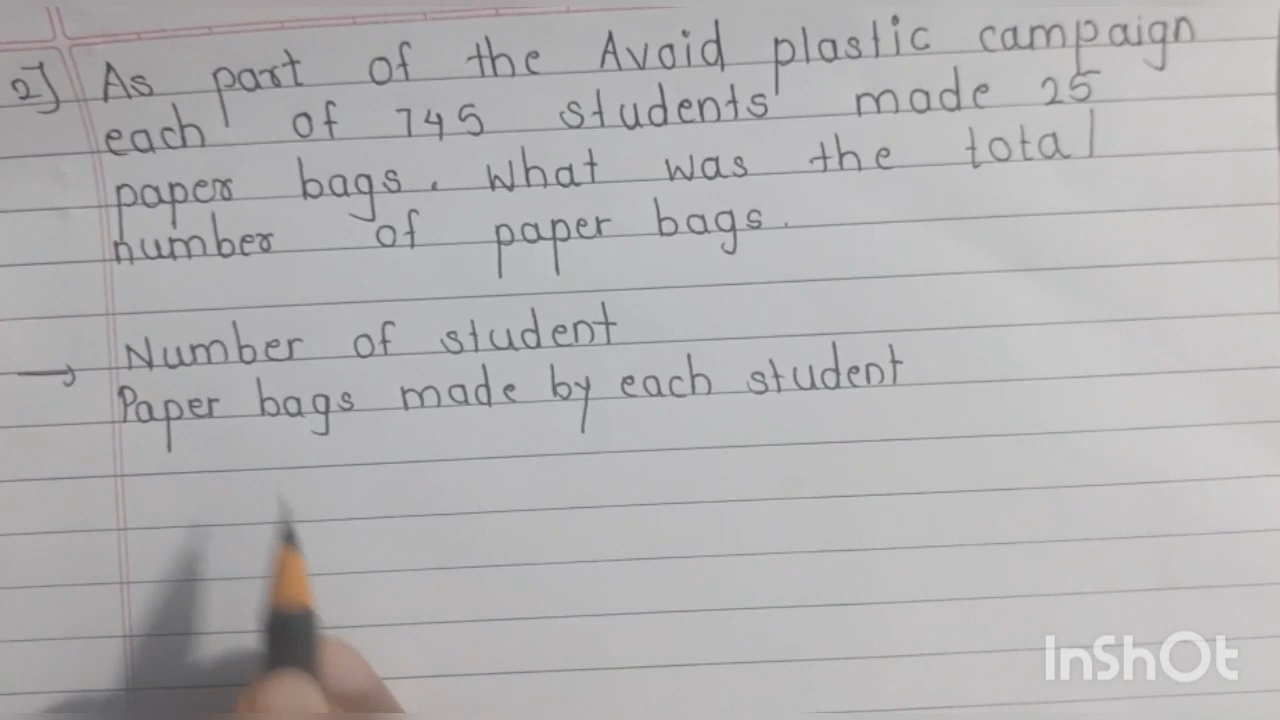 2] As part of the Avoid plastic campaign
each of 745 students made 25
paper bags. What was the total
number of paper bags.
→ Number of student
Paper bags made by each student
InShOt